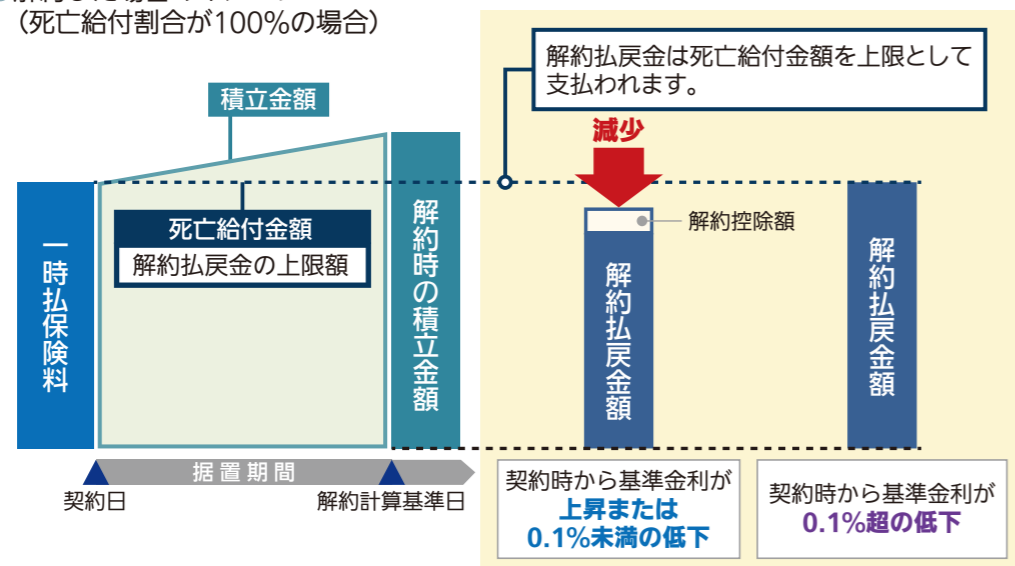 （死亡給付割合が100％の場合）
解約払戻金は死亡給付金額を上限として
支払われます。
積立金額
減少
死亡給付金額
解約払戻金の上限額
一時払保険料
解約時の積立金額
解約控除額
解約払戻金額
解約払戻金額
据置期間
契約日
解約計算基準日
契約時から基準金利が
上昇または
0.1％未満の低下
契約時から基準金利が
0.1％超の低下